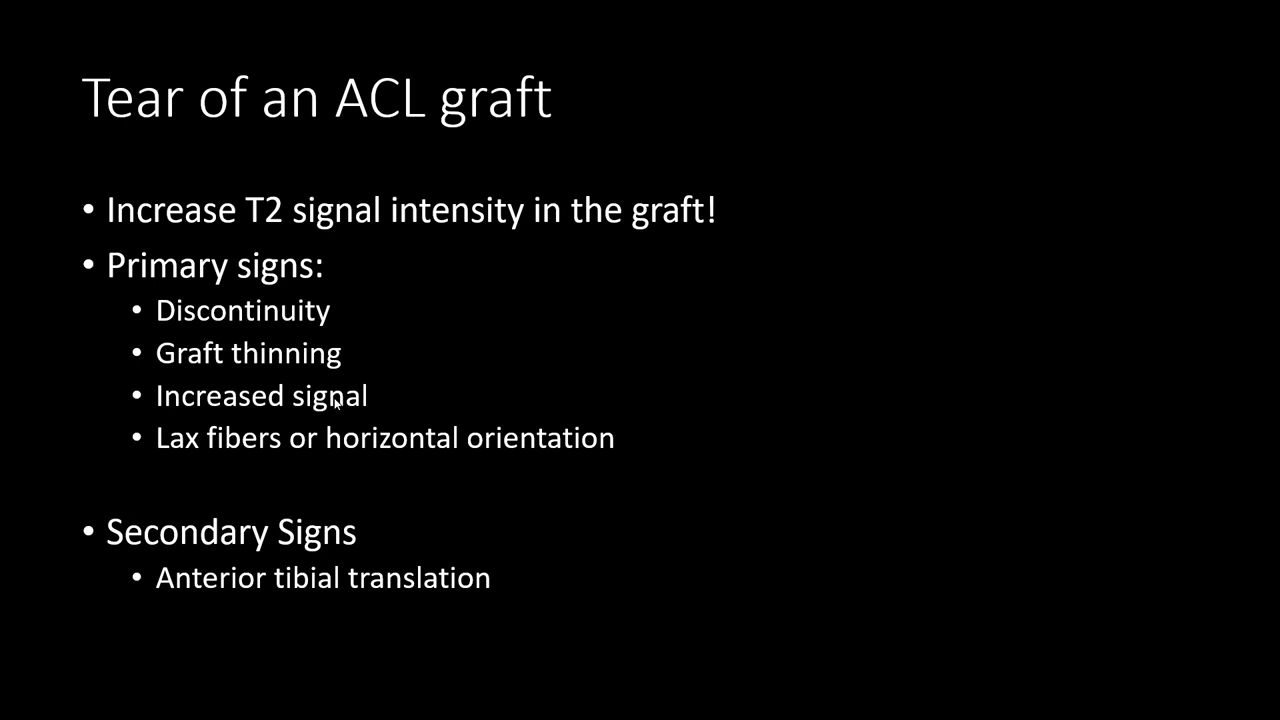 Tear of an ACL graft
• Increase T2 signal intensity in the graft!
• Primary signs:
• Discontinuity
• Graft thinning
• Increased signal
• Lax fibers or horizontal orientation
• Secondary Signs
• Anterior tibial translation